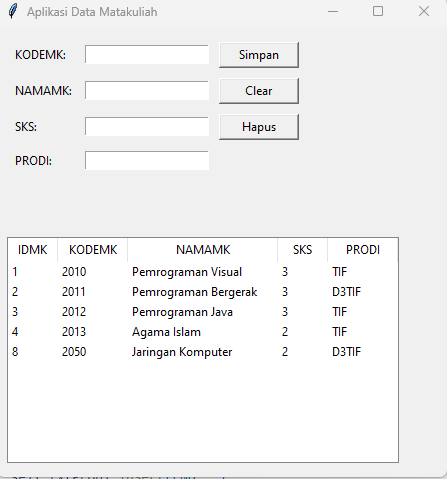 Aplikasi Data Matakuliah
KODEMK: Simpan
NAMAMK: Clear
SKS: Hapus
PRODI:
IDMK KODEMK NAMAMK SKS PRODI
1 2010 Pemrograman Visual 3 TIF
2 2011 Pemrograman Bergerak 3 D3TIF
3 2012 Pemrograman Java 3 TIF
4 2013 Agama Islam 2 TIF
8 2050 Jaringan Komputer 2 D3TIF